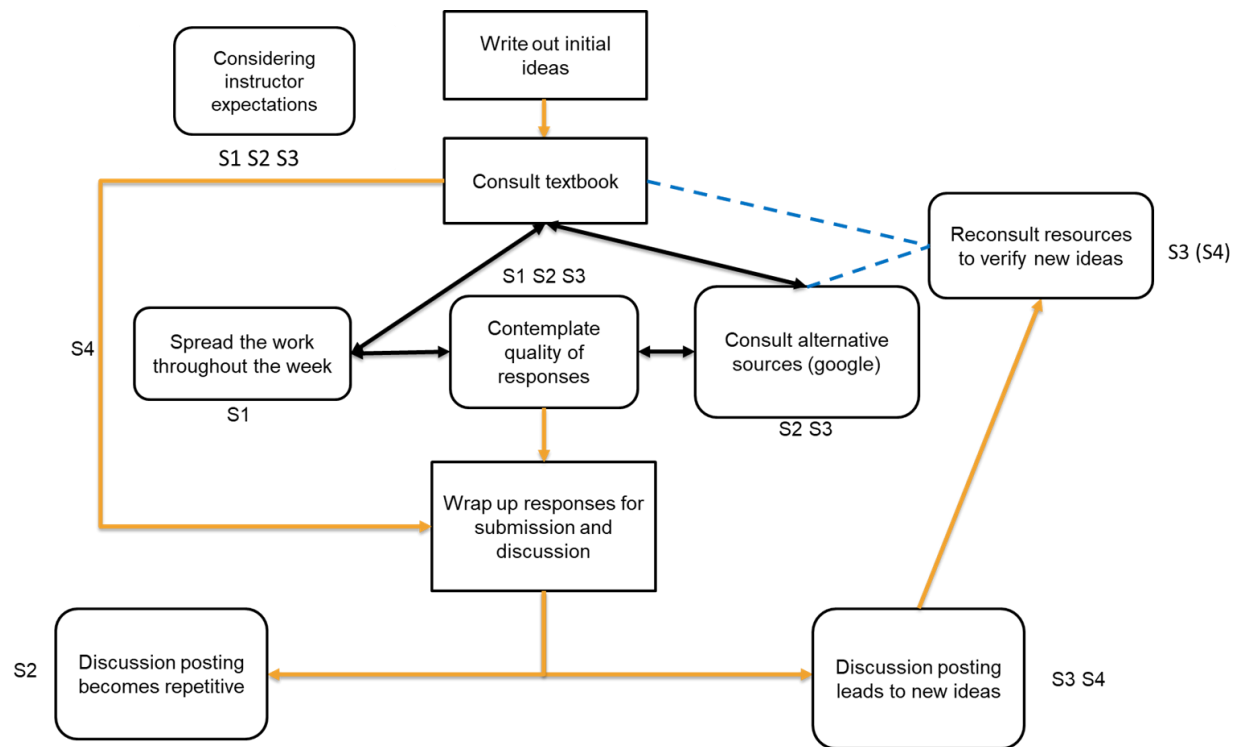 Considering
instructor
expectations
Write out initial
ideas
S1 S2 S3
Consult textbook
Reconsult resources
to verify new ideas
S3 (S4)
S1 S2 S3
S4
Spread the work
throughout the week
S1
Contemplate
quality of
responses
Consult alternative
sources (google)
S2 S3
Wrap up responses for
submission and
discussion
S2
Discussion posting
becomes repetitive
Discussion posting
leads to new ideas
S3 S4